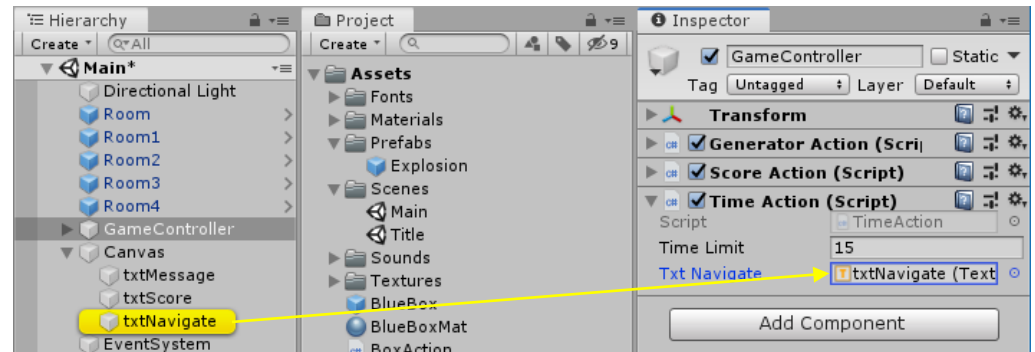 Hierarchy
Create
All
Main*
Directional Light
Room
Room1
Room2
Room3
Room4
GameController
Canvas
txtMessage
txtScore
txtNavigate
EventSystem
Project
Create
9
Assets
Fonts
Materials
Prefabs
Explosion
Scenes
Main
Title
Sounds
Textures
BlueBox
BlueBoxMat
BoxAction
Inspector
GameController Static
Tag Untagged Layer Default
Transform
Generator Action (Scri
Score Action (Script)
Time Action (Script)
Script TimeAction
Time Limit 15
Txt Navigate txtNavigate (Text
Add Component